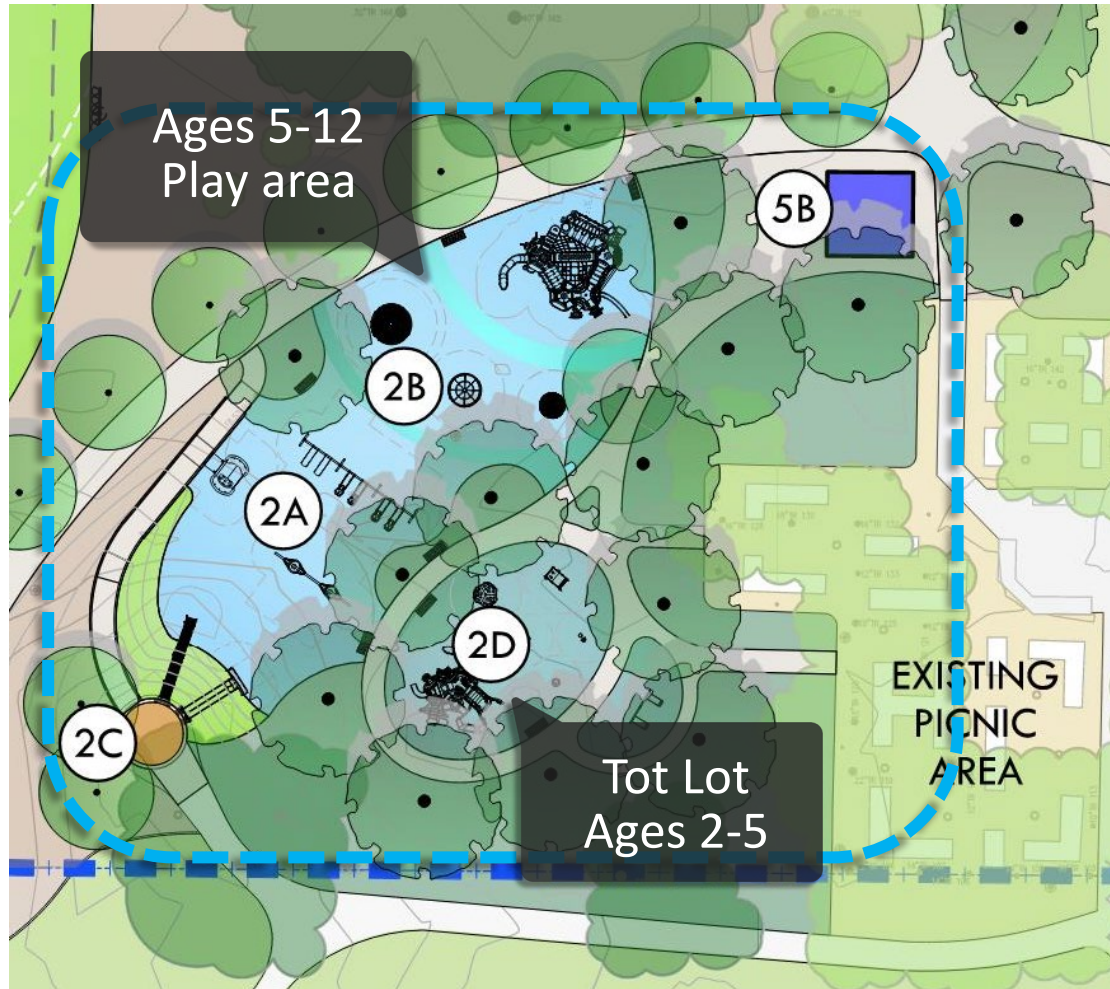 Ages 5-12
Play area
5B
2B
2A
2D
EXISTING
PICNIC
AREA
2C
Tot Lot
Ages 2-5